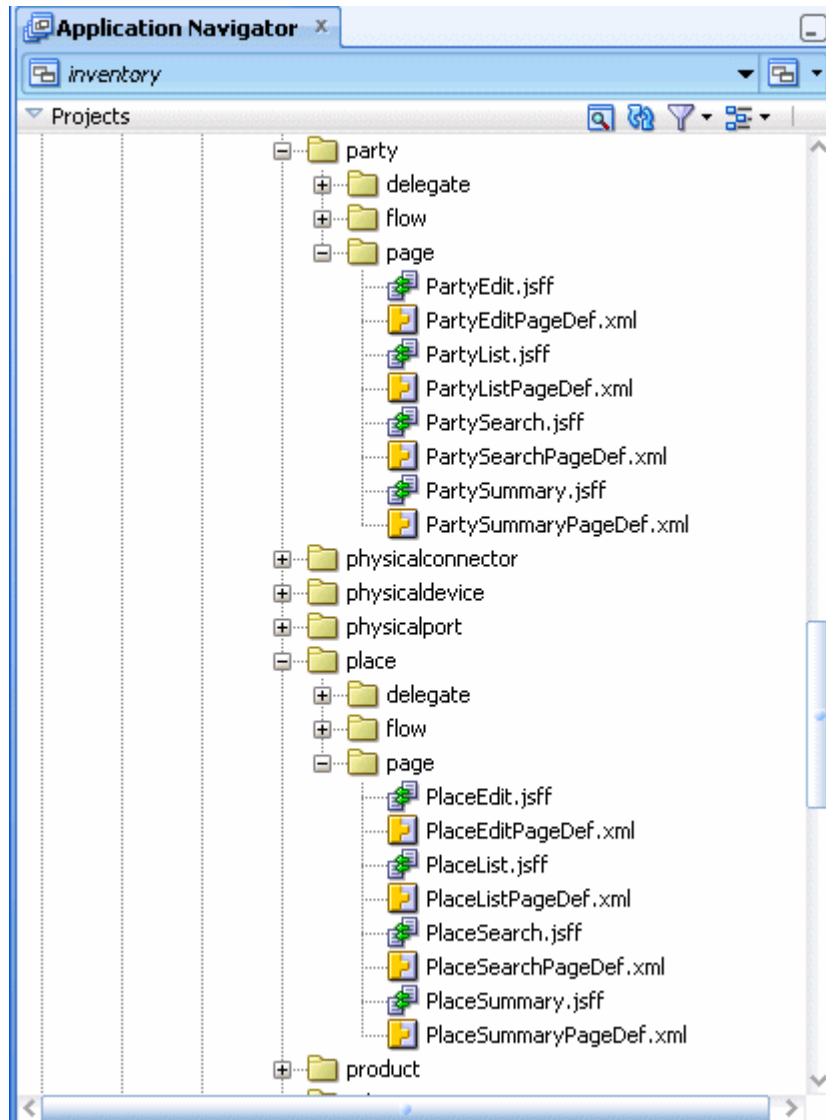 Application Navigator
inventory
Projects
party
delegate
flow
page
PartyEdit.jsff
PartyEditPageDef.xml
PartyList.jsff
PartyListPageDef.xml
PartySearch.jsff
PartySearchPageDef.xml
PartySummary.jsff
PartySummaryPageDef.xml
physicalconnector
physicaldevice
physicalport
place
delegate
flow
page
PlaceEdit.jsff
PlaceEditPageDef.xml
PlaceList.jsff
PlaceListPageDef.xml
PlaceSearch.jsff
PlaceSearchPageDef.xml
PlaceSummary.jsff
PlaceSummaryPageDef.xml
product